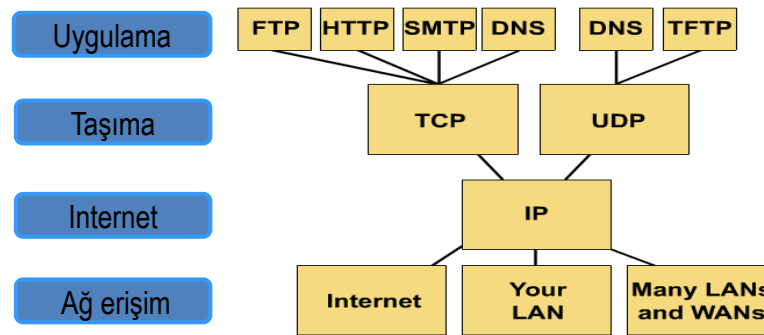 Uygulama
FTP HTTP SMTP DNS DNS TFTP
Taşıma
TCP UDP
Internet
IP
Ağ erişim
Internet
Your
LAN
Many LANs
and WANs